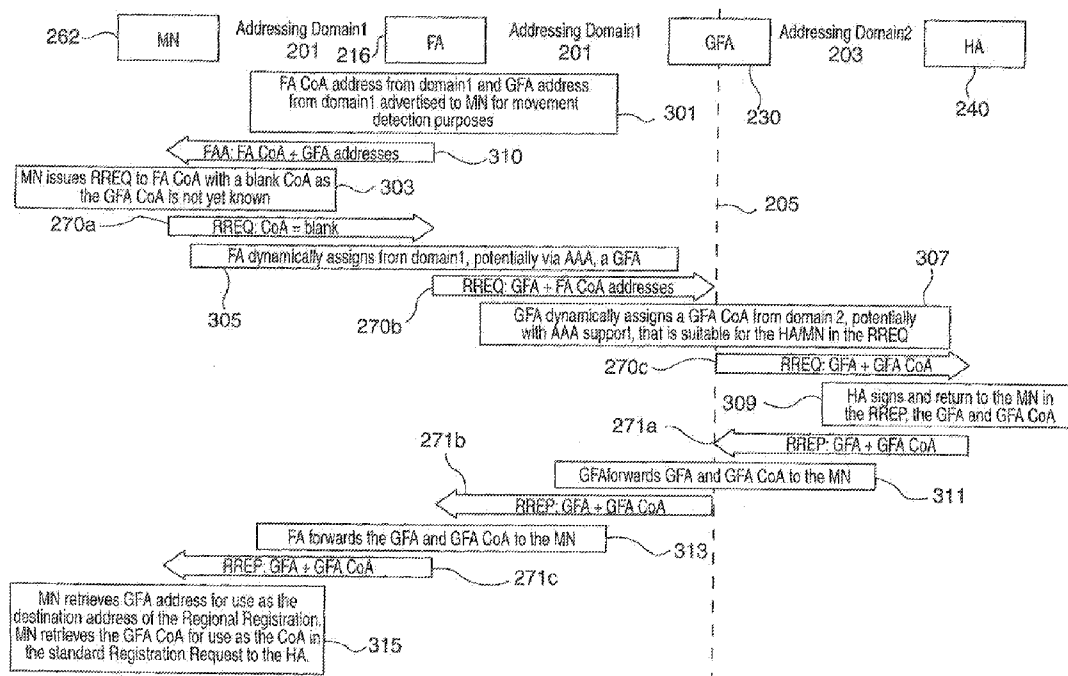 262
MN
Addressing Domain1
201
216
FA
Addressing Domain1
201
GFA
Addressing Domain2
203
HA
230
240
FA CoA address from domain1 and GFA address
from domain1 advertised to MN for movement
detection purposes
301
FAA: FA CoA + GFA addresses
310
MN issues RREQ to FA CoA with a blank CoA as
the GFA CoA is not yet known
303
205
270a
RREQ: CoA = blank
FA dynamically assigns from domain1, potentially via AAA, a GFA
307
305
270b
RREQ: GFA + FA CoA addresses
GFA dynamically assigns a GFA CoA from domain 2, potentially
with AAA support, that is suitable for the HA/MN in the RREQ
270c
RREQ: GFA + GFA CoA
309
HA signs and return to the MN in
the RREP, the GFA and GFA CoA
271a
RREP: GFA + GFA CoA
271b
GFAforwards GFA and GFA CoA to the MN
311
RREP: GFA + GFA CoA
FA forwards the GFA and GFA CoA to the MN
313
RREP: GFA + GFA CoA
271c
MN retrieves GFA address for use as the
destination address of the Regional Registration.
MN retrieves the GFA CoA for use as the CoA in
the standard Registration Request to the HA.
315